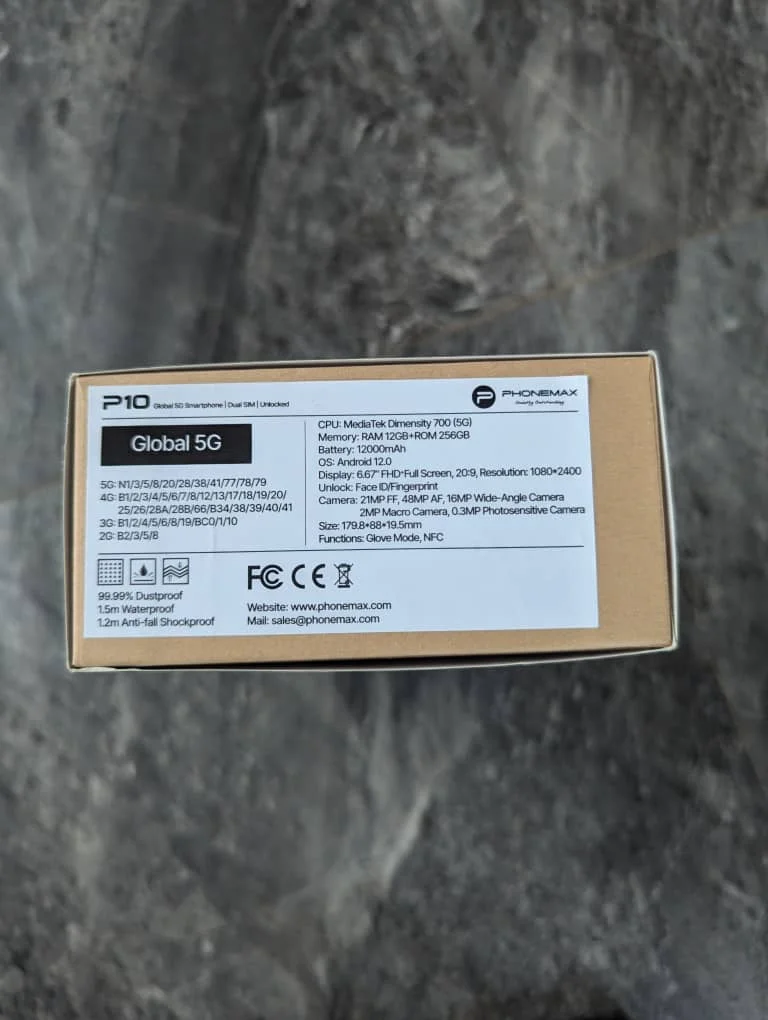 P10 Global 5G Smartphone | Dual SIM | Unlocked
PHONEMAX
Quality Outstanding
Global 5G
5G: N1/3/5/8/20/28/38/41/77/78/79
4G: B1/2/3/4/5/6/7/8/12/13/17/18/19/20/
25/26/28A/28B/66/B34/38/39/40/41
3G: B1/2/4/5/6/8/19/BC0/1/10
2G: B2/3/5/8
CPU: MediaTek Dimensity 700 (5G)
Memory: RAM 12GB+ROM 256GB
Battery: 12000mAh
OS: Android 12.0
Display: 6.67" FHD+Full Screen, 20:9, Resolution: 1080*2400
Unlock: Face ID/Fingerprint
Camera: 21MP FF, 48MP AF, 16MP Wide-Angle Camera
2MP Macro Camera, 0.3MP Photosensitive Camera
Size: 179.8*88*19.5mm
Functions: Glove Mode, NFC
99.99% Dustproof
1.5m Waterproof
1.2m Anti-fall Shockproof
FC CE
Website: www.phonemax.com
Mail: sales@phonemax.com